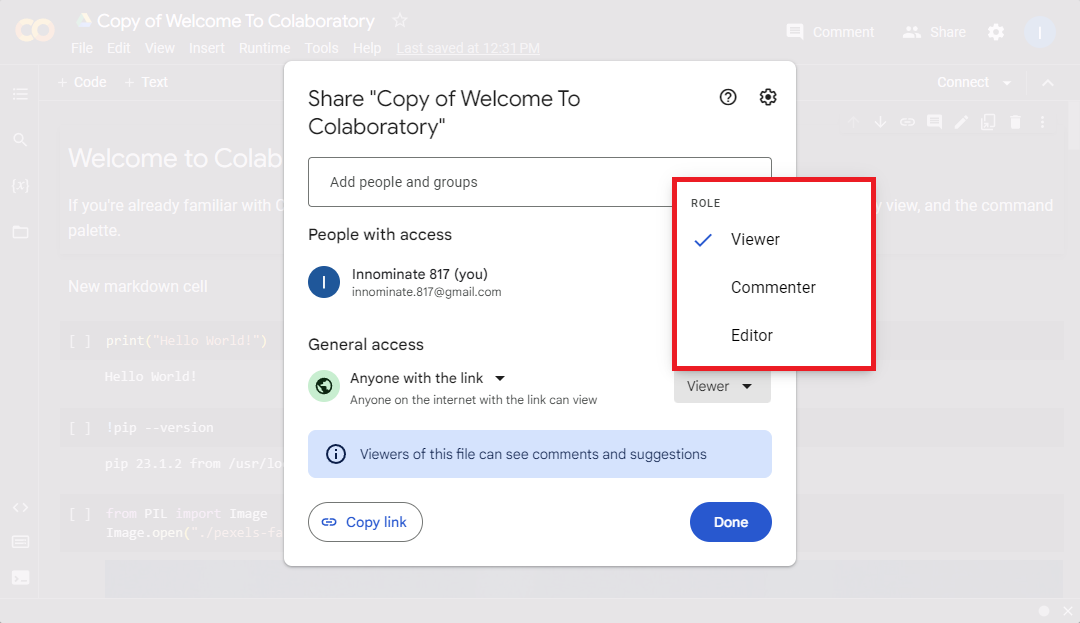 Copy of Welcome To Colaboratory
File Edit View Insert Runtime Tools Help Last saved at 12:31 PM
Comment
Share
I
+ Code + Text
Connect
Share "Copy of Welcome To
Colaboratory"
Add people and groups
Welcome to Colab
If you're already familiar with C
view, and the command
palette.
ROLE
Viewer
Commenter
Editor
People with access
I
Innominate 817 (you)
innominate.817@gmail.com
New markdown cell
[ ] print("Hello World!")
Hello World!
General access
Anyone with the link
Anyone on the internet with the link can view
Viewer
[ ] !pip --version
pip 23.1.2 from /usr/lo
Viewers of this file can see comments and suggestions
[ ] from PIL import Image
Image.open("./pexels-fa
Copy link
Done